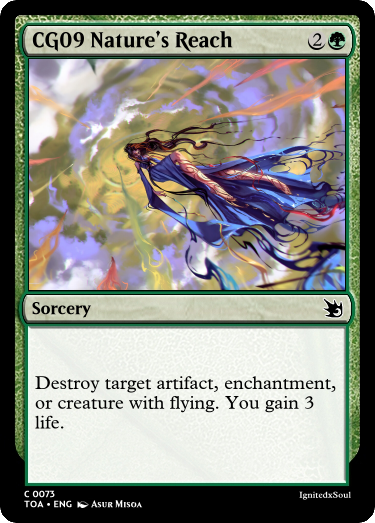 CG09 Nature's Reach 2
Sorcery
Destroy target artifact, enchantment,
or creature with flying. You gain 3
life.
C 0073
TOA • ENG Asur Misoa
IgnitedxSoul